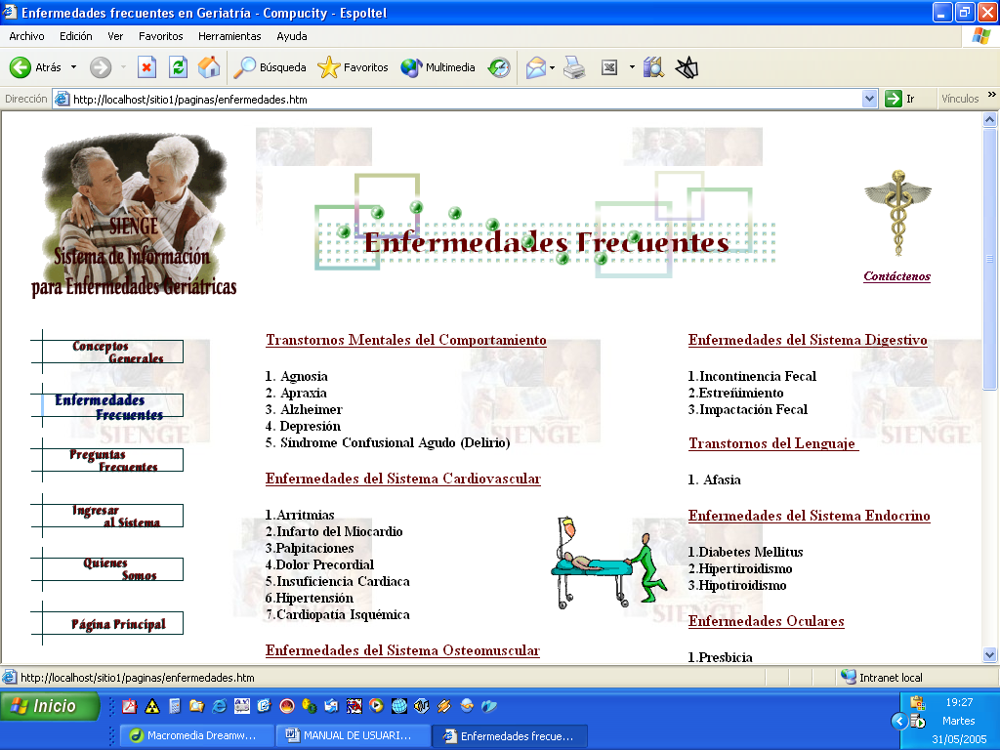 Enfermedades frecuentes en Geriatría - Compucity - Espoltel
Archivo Edición Ver Favoritos Herramientas Ayuda
Atrás Búsqueda Favoritos Multimedia
Dirección http://localhost/sitio1/paginas/enfermedades.htm Ir Vínculos »
SIENGE
Sistema de Información
para Enfermedades Geriátricas
Enfermedades Frecuentes
Contáctenos
Conceptos
Generales
Enfermedades
Frecuentes
Preguntas
Frecuentes
Ingresar
al Sistema
Quienes
Somos
Página Principal
Transtornos Mentales del Comportamiento
1. Agnosia
2. Apraxia
3. Alzheimer
4. Depresión
5. Síndrome Confusional Agudo (Delirio)
Enfermedades del Sistema Cardiovascular
1.Arritmias
2.Infarto del Miocardio
3.Palpitaciones
4.Dolor Precordial
5.Insuficiencia Cardiaca
6.Hipertensión
7.Cardiopatía Isquémica
Enfermedades del Sistema Osteomuscular
Enfermedades del Sistema Digestivo
1.Incontinencia Fecal
2.Estreñimiento
3.Impactación Fecal
Transtornos del Lenguaje
1. Afasia
Enfermedades del Sistema Endocrino
1.Diabetes Mellitus
2.Hipertiroidismo
3.Hipotiroidismo
Enfermedades Oculares
1.Presbicia
SIENGE
SIENGE
SIENGE
SIENGE
SIENGE
http://localhost/sitio1/paginas/enfermedades.htm Intranet local
Inicio
Macromedia Dreamw... MANUAL DE USUARI... Enfermedades frecue...
19:27
Martes
31/05/2005